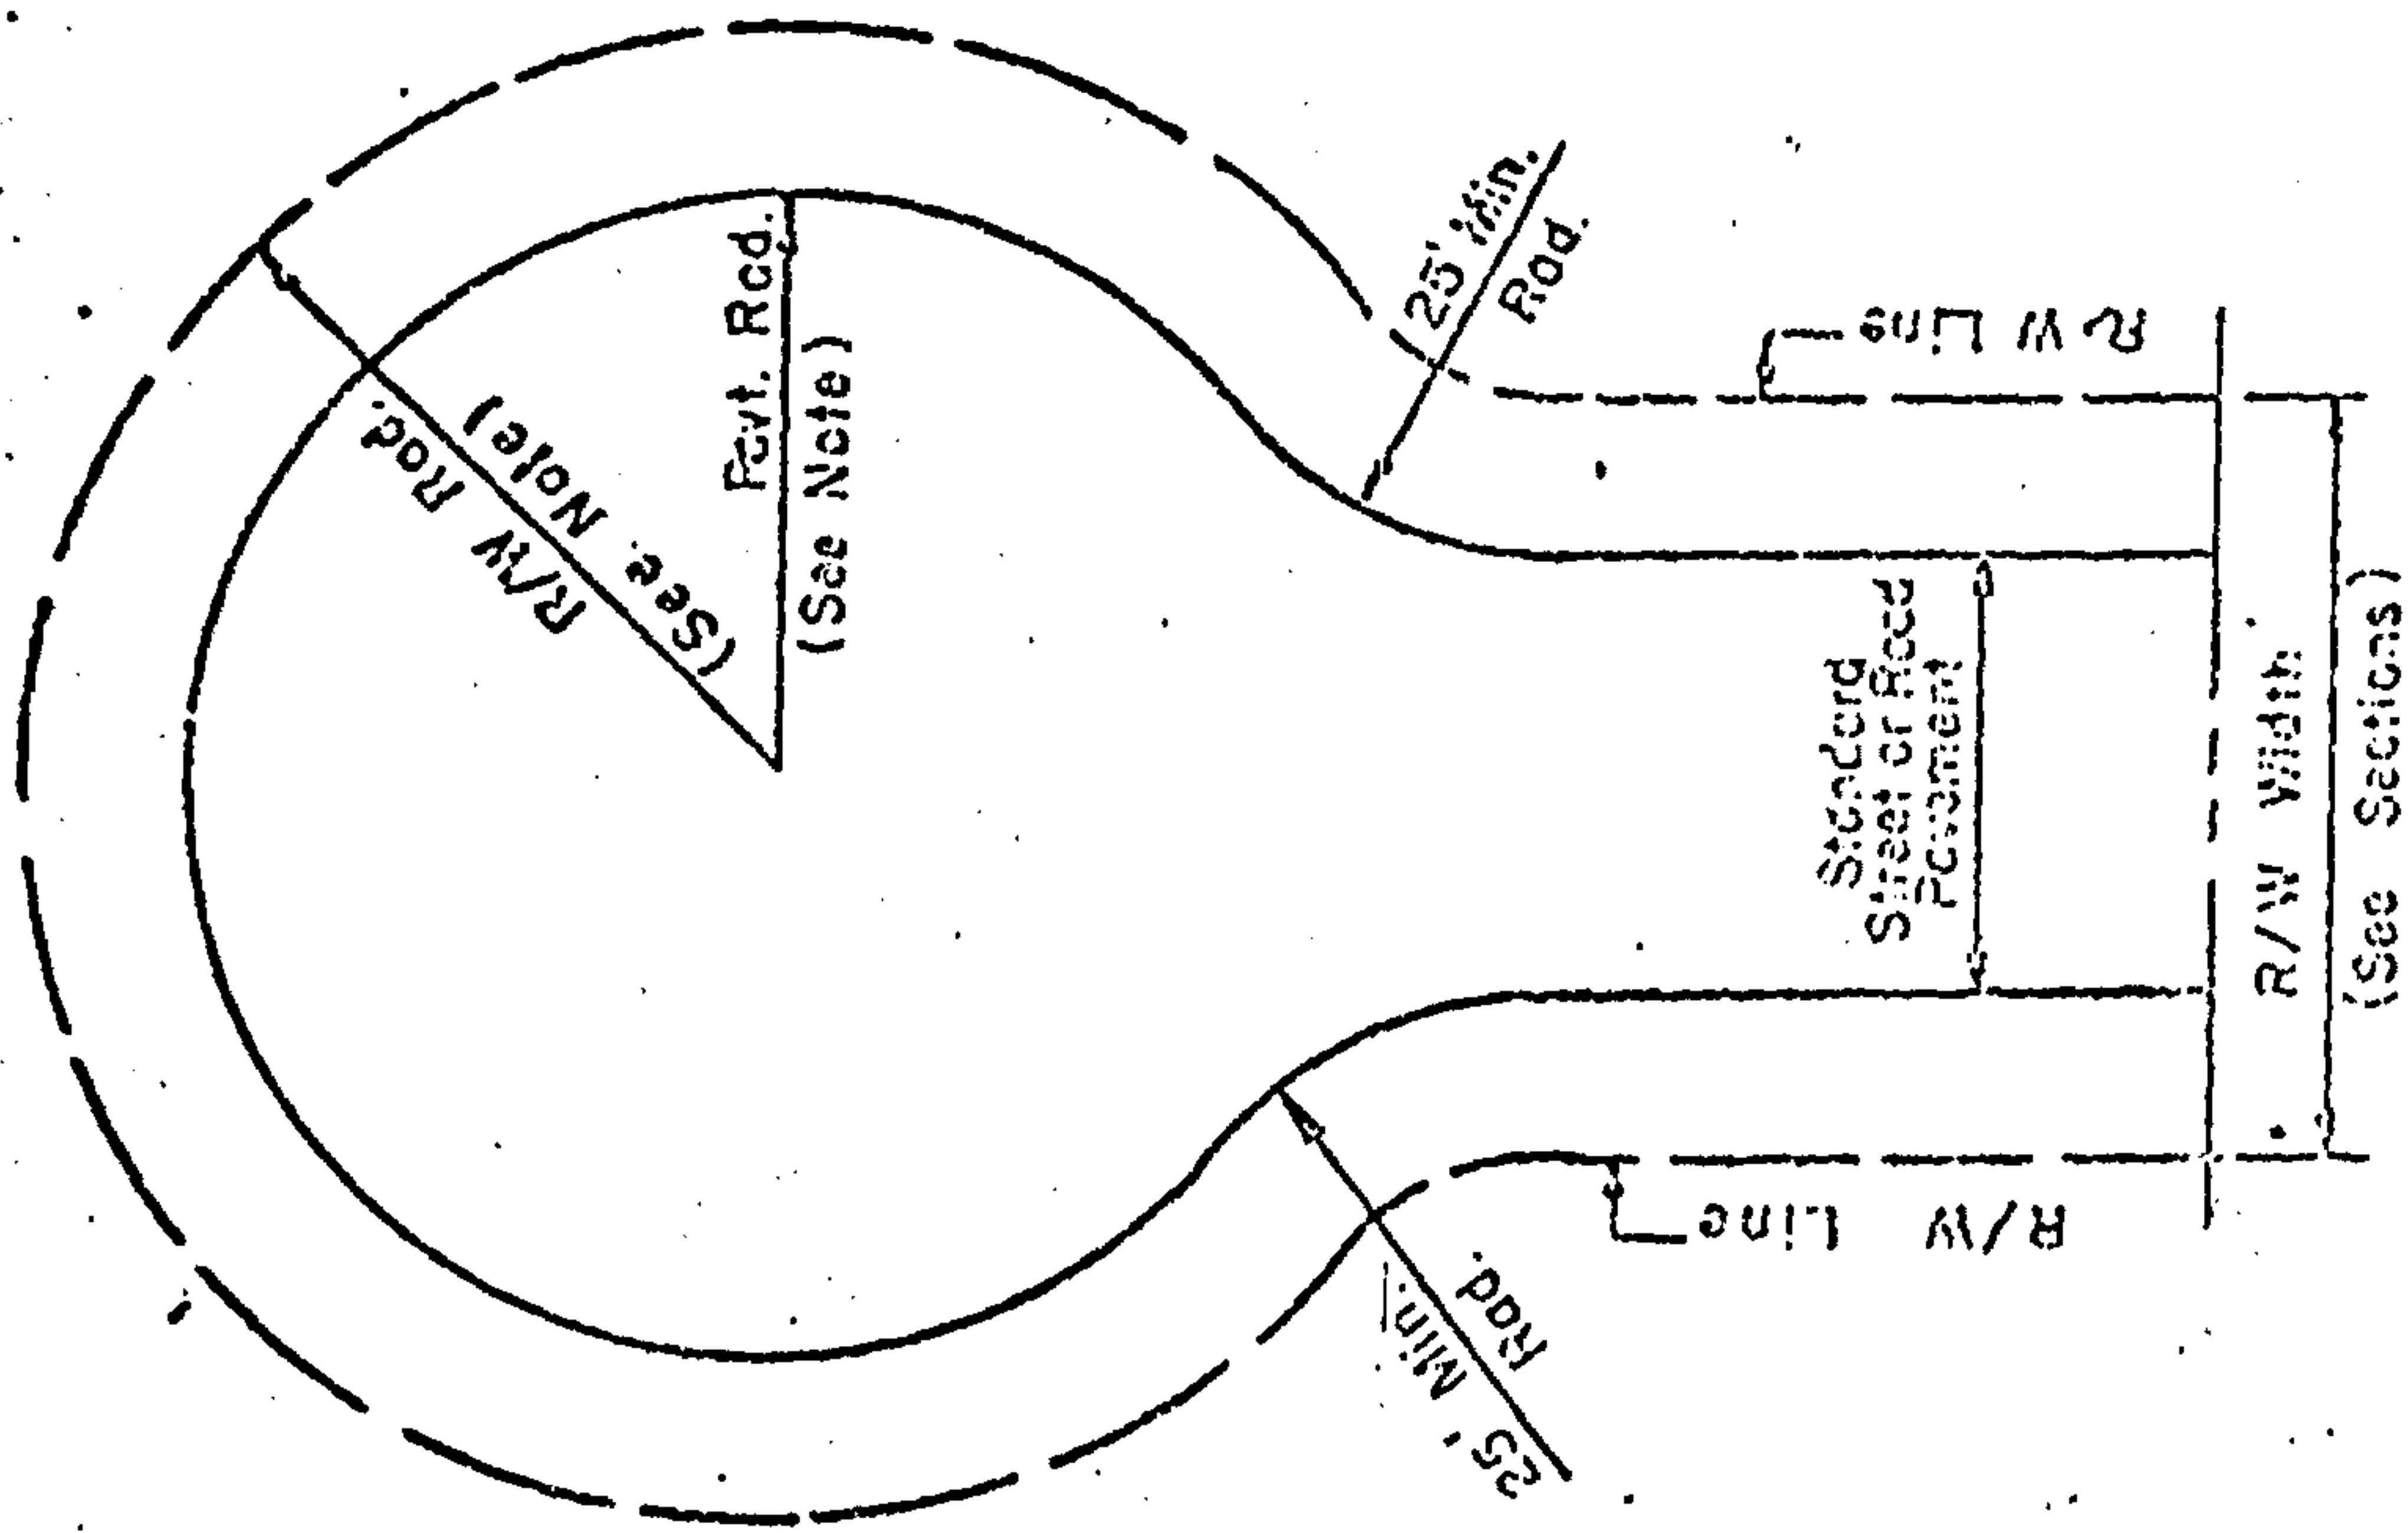 R/W Rad.
(See Note)
Pvt. Rad.
(See Note)
25' Min.
Rad.
R/W Line
Standard
Street or Road
Pavement
R/W Width
(See Sections)
R/W Line
Min.
Rad.